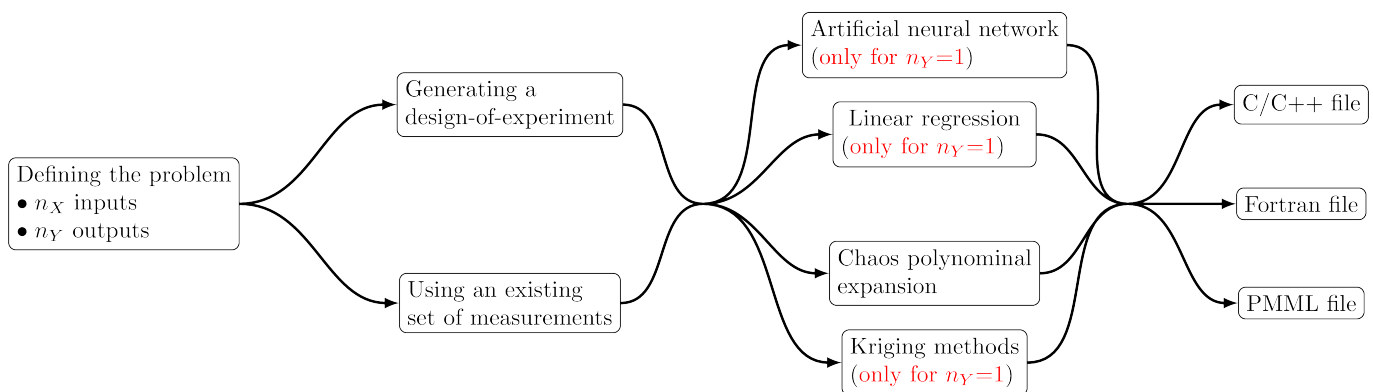 Defining the problem
• n_X inputs
• n_Y outputs
Generating a
design-of-experiment
Using an existing
set of measurements
Artificial neural network
(only for n_Y=1)
Linear regression
(only for n_Y=1)
Chaos polynominal
expansion
Kriging methods
(only for n_Y=1)
C/C++ file
Fortran file
PMML file